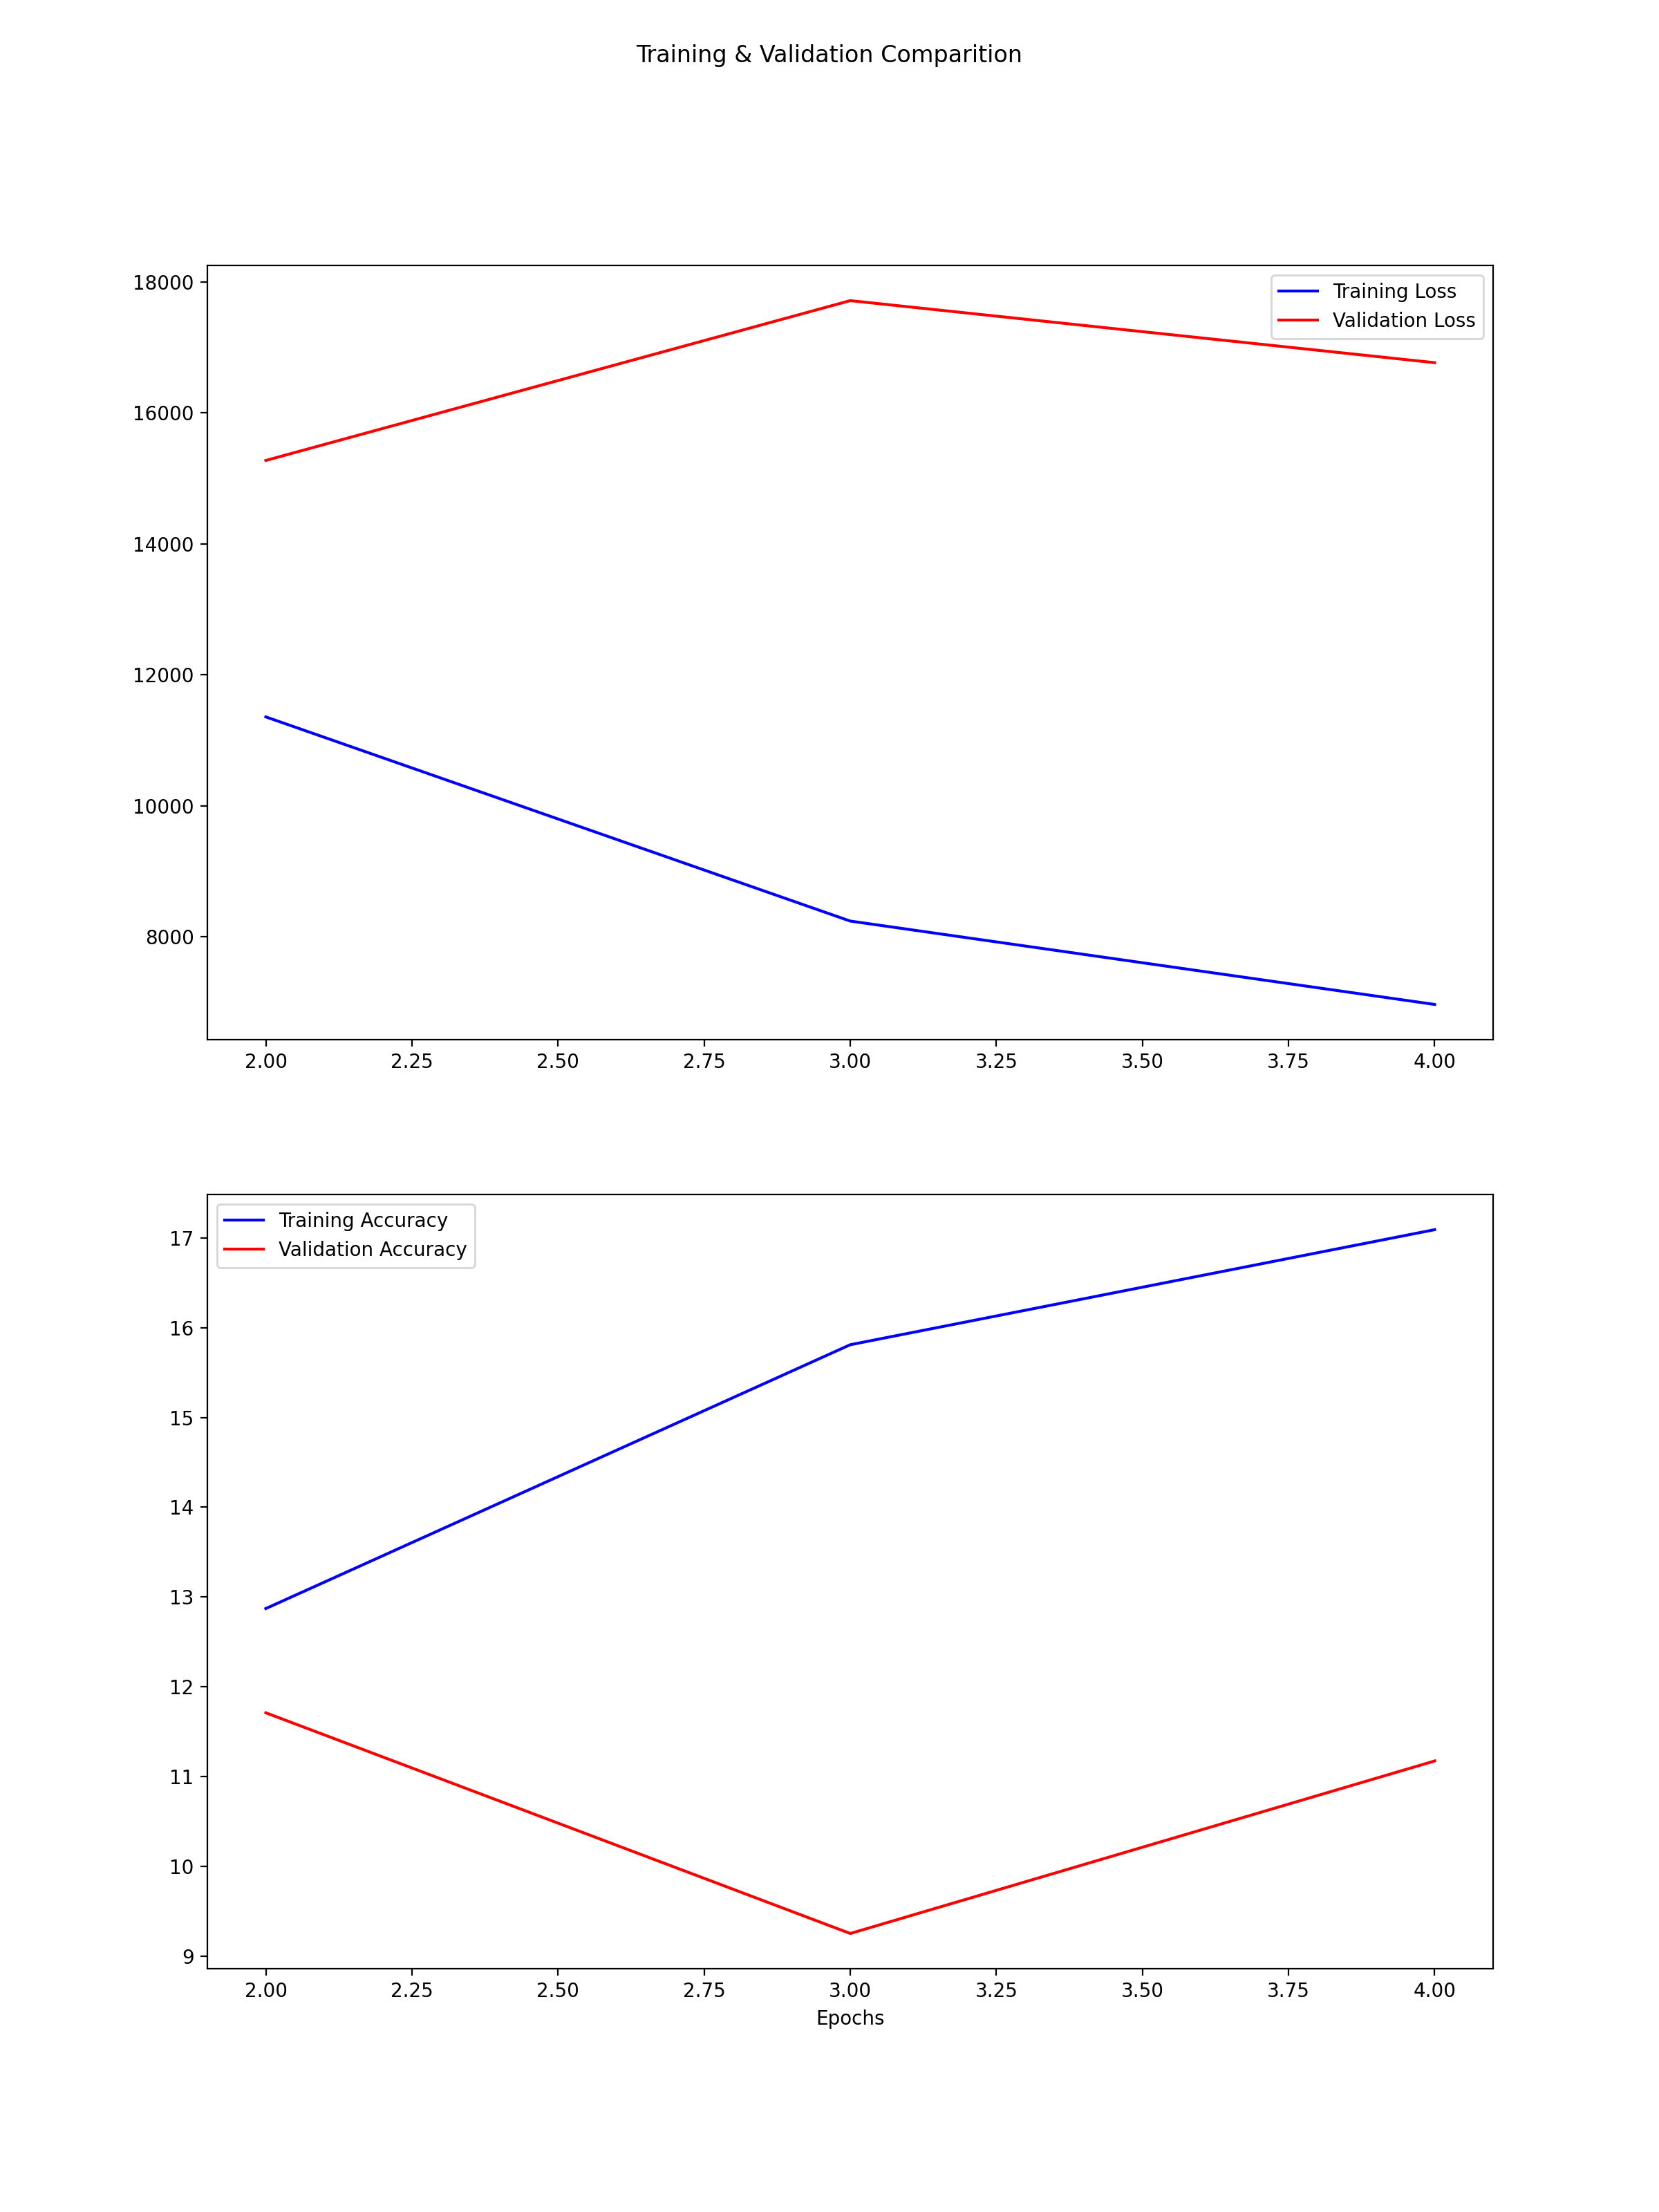 Training & Validation Comparition
18000
16000
14000
12000
10000
8000
Training Loss
Validation Loss
2.00 2.25 2.50 2.75 3.00 3.25 3.50 3.75 4.00
Training Accuracy
Validation Accuracy
17
16
15
14
13
12
11
10
9
2.00 2.25 2.50 2.75 3.00 3.25 3.50 3.75 4.00
Epochs